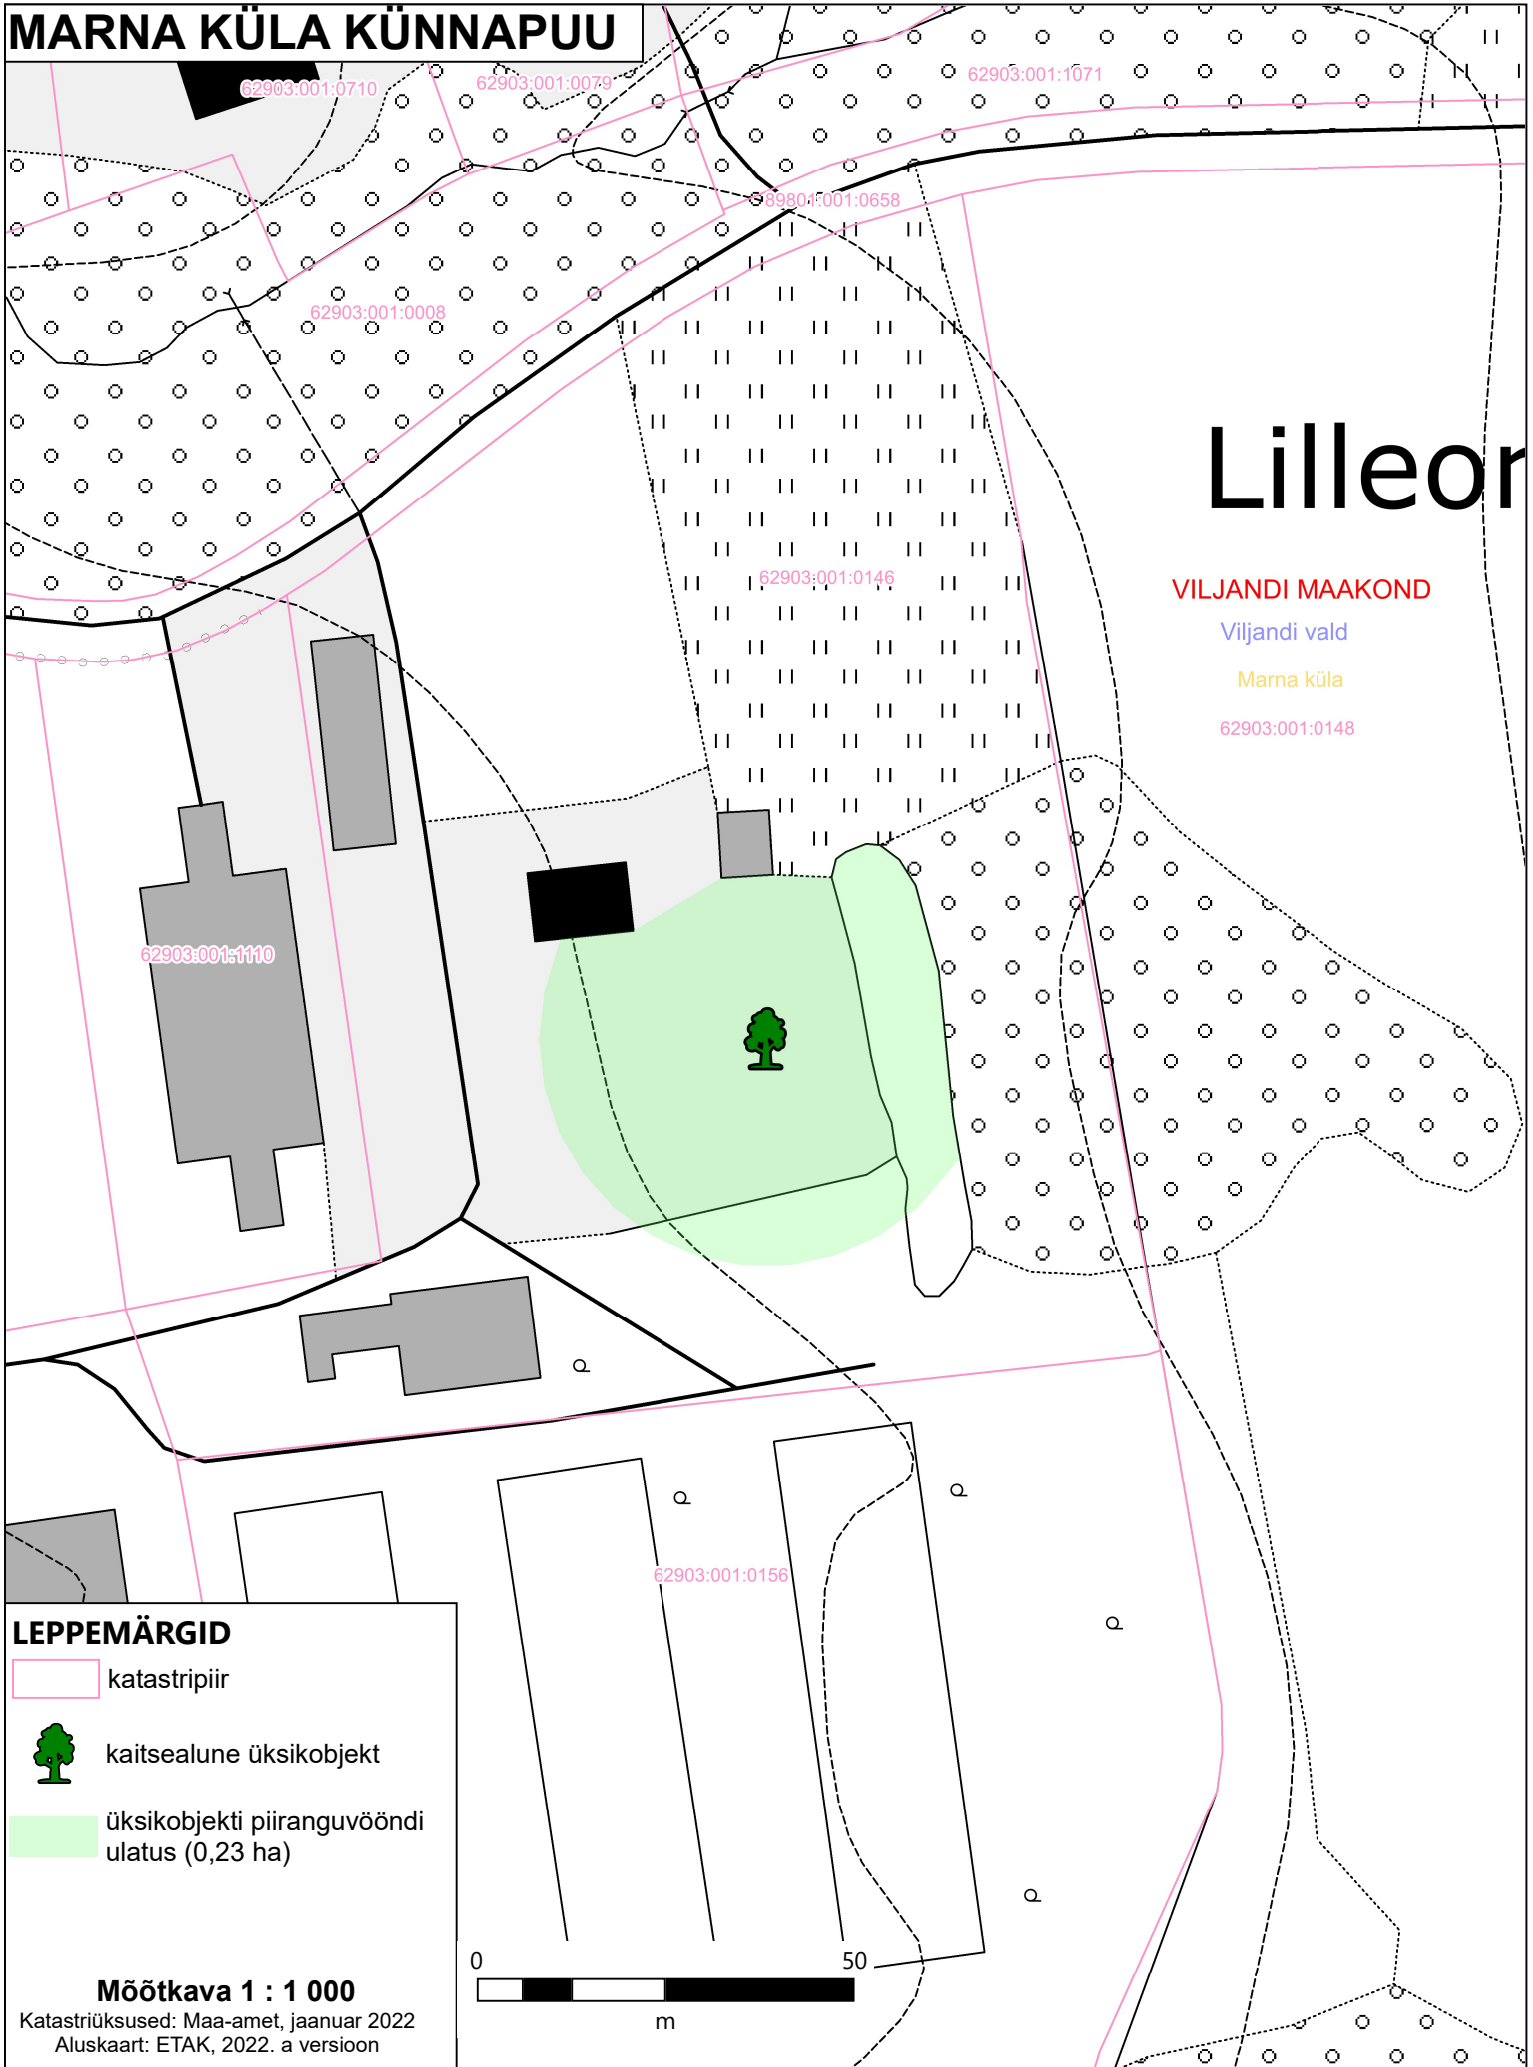 MARNA KÜLA KÜNNAPUU
62903:001:0710
62903:001:0079
62903:001:1071
89801:001:0658
62903:001:0008
Lilleor
62903:001:0146
VILJANDI MAAKOND
Viljandi vald
Marna küla
62903:001:0148
62903:001:1110
62903:001:0156
LEPPEMÄRGID
katastripiir
kaitsealune üksikobjekt
üksikobjekti piiranguvööndi
ulatus (0,23 ha)
0 50
m
Mõõtkava 1 : 1 000
Katastriüksused: Maa-amet, jaanuar 2022
Aluskaart: ETAK, 2022. a versioon